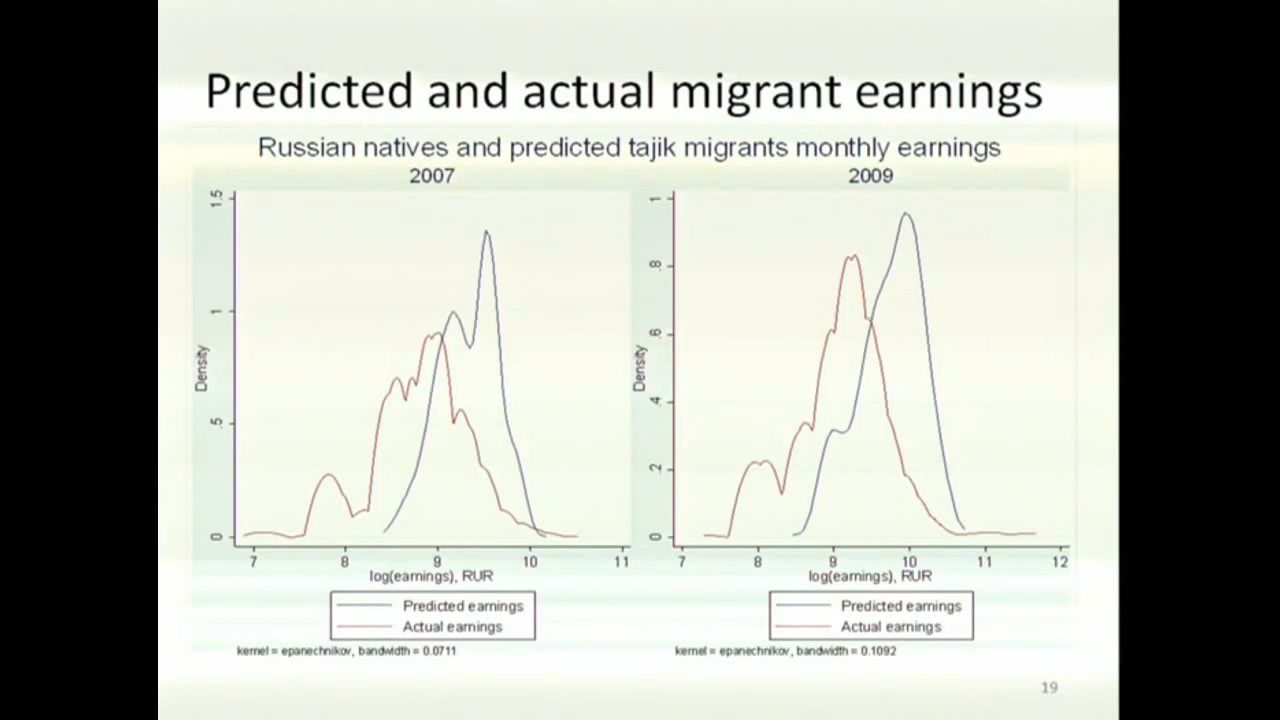 Predicted and actual migrant earnings
Russian natives and predicted tajik migrants monthly earnings
2007
Density
0 .5 1 1.5
7 8 9 10 11
log(earnings), RUR
Predicted earnings
Actual earnings
kernel = epanechnikov, bandwidth = 0.0711
2009
Density
0 .2 .4 .6 .8 1
7 8 9 10 11 12
log(earnings), RUR
Predicted earnings
Actual earnings
kernel = epanechnikov, bandwidth = 0.1092
19